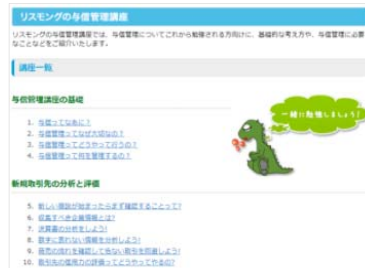 リスモングの与信管理講座
リスモングの与信管理講座では、与信管理についてこれから勉強される方向けに、基礎的な考え方や、与信管理に必要
なことなどをご紹介いたします。
講座一覧
与信管理講座の基礎
一緒に勉強しましょう!
1. 与信ってなあに?
2. 与信管理ってなぜ大切なの?
3. 与信管理ってどうやって行うの?
4. 与信管理って何を管理するの?
新規取引先の分析と評価
5. 新しい商談が始まったらまず確認することって?
6. 収集すべき企業情報とは?
7. 決算書の分析をしよう!
8. 数字に表れない情報を分析しよう!
9. 商売の流れを確認して危ない取引を回避しよう!
10. 取引先の信用力の評価ってどうやってやるの?